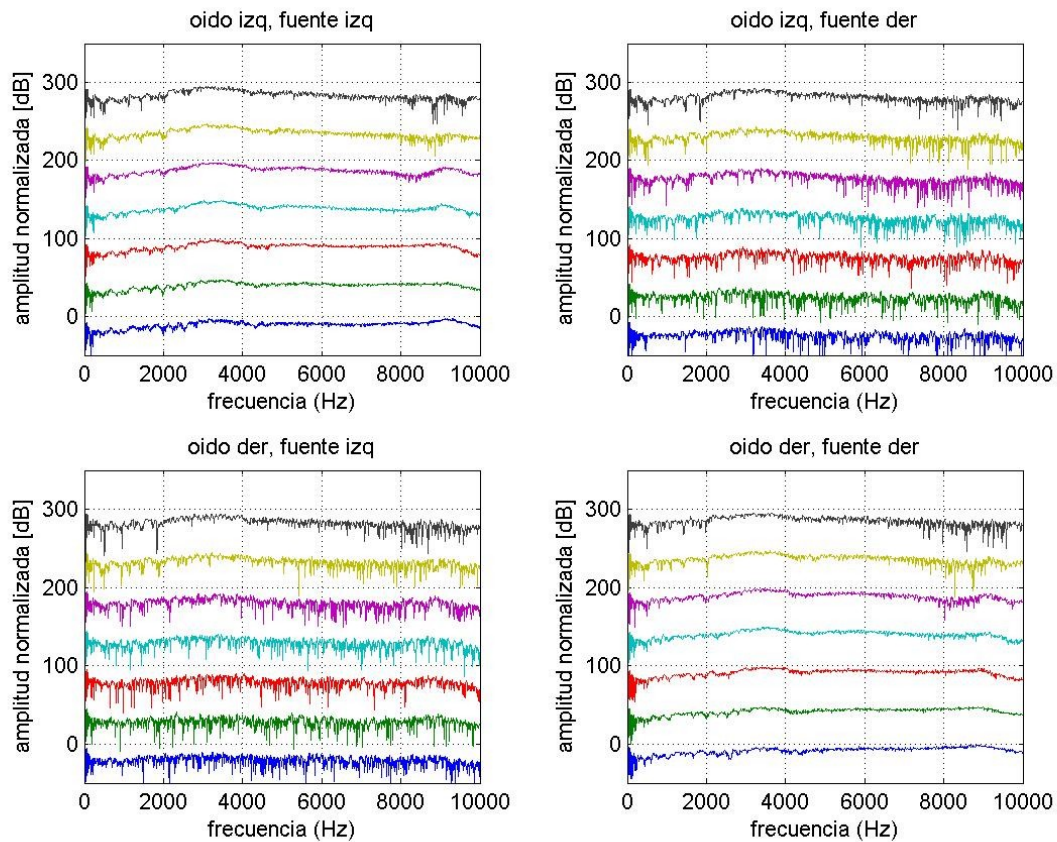 oido izq, fuente izq
amplitud normalizada [dB]
300
200
100
0
0 2000 4000 6000 8000 10000
frecuencia (Hz)
oido izq, fuente der
amplitud normalizada [dB]
300
200
100
0
0 2000 4000 6000 8000 10000
frecuencia (Hz)
oido der, fuente izq
amplitud normalizada [dB]
300
200
100
0
0 2000 4000 6000 8000 10000
frecuencia (Hz)
oido der, fuente der
amplitud normalizada [dB]
300
200
100
0
0 2000 4000 6000 8000 10000
frecuencia (Hz)